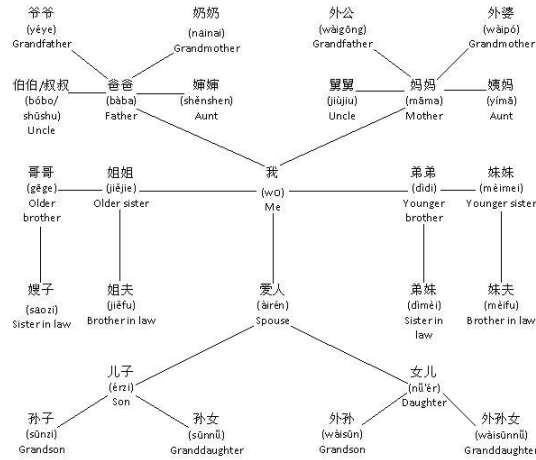 爷爷 奶奶 外公 外婆
(yéye) (nainai) (wàigōng) (wàipó)
Grandfather Grandmother Grandfather Grandmother
伯伯/叔叔 爸爸 婶婶 舅舅 妈妈 姨妈
(bóbo/ (bàba) (shěnshen) (jiùjiu) (māma) (yímā)
shūshu) Father Aunt Uncle Mother Aunt
Uncle
哥哥 姐姐 我 弟弟 妹妹
(gēge) (jiějie) (wo) (dìdi) (mèimei)
Older Older sister Me Younger Younger sister
brother brother
嫂子 姐夫 爱人 弟妹 妹夫
(saozi) (jiěfu) (àirén) (dìmèi) (mèifu)
Sister in law Brother in law Spouse Sister in Brother in law
law
儿子 女儿
(érzi) (nǚ'ér)
Son Daughter
孙子 孙女 外孙 外孙女
(sūnzi) (sūnnǚ) (wàisūn) (wàisūnnǚ)
Grandson Granddaughter Grandson Granddaughter